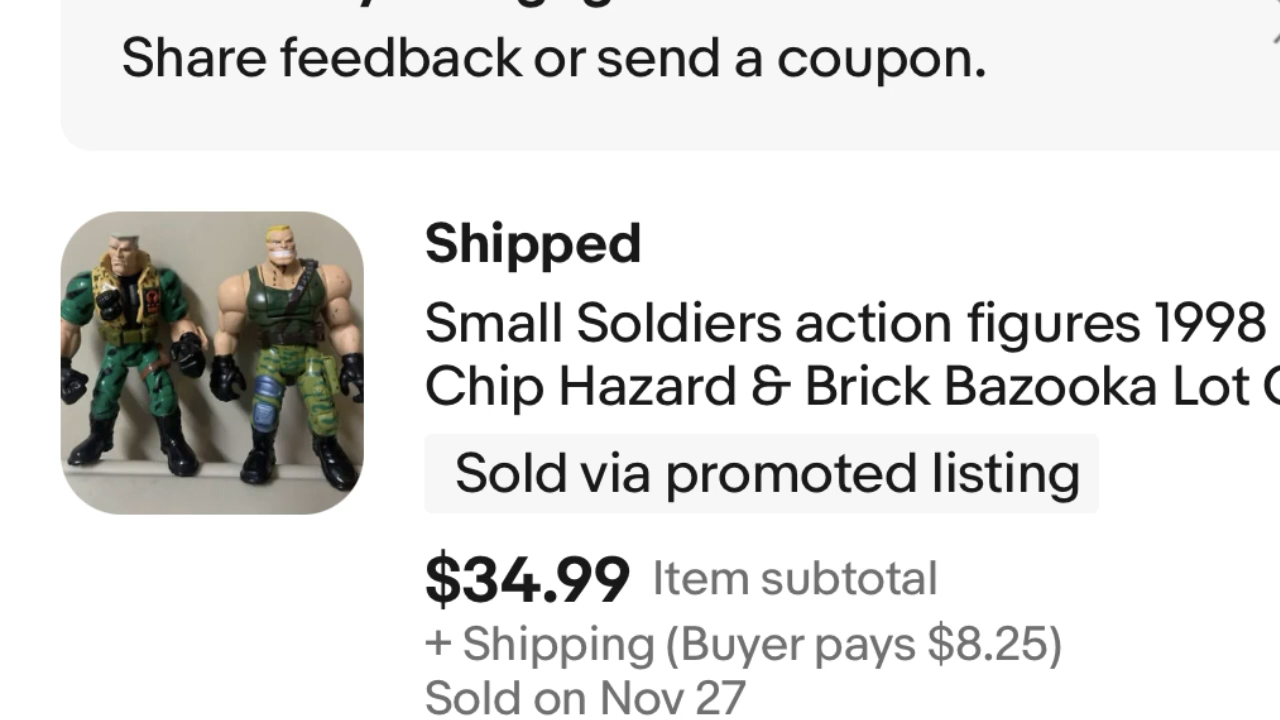 Share feedback or send a coupon.
Shipped
Small Soldiers action figures 1998
Chip Hazard & Brick Bazooka Lot
Sold via promoted listing
$34.99 Item subtotal
+ Shipping (Buyer pays $8.25)
Sold on Nov 27